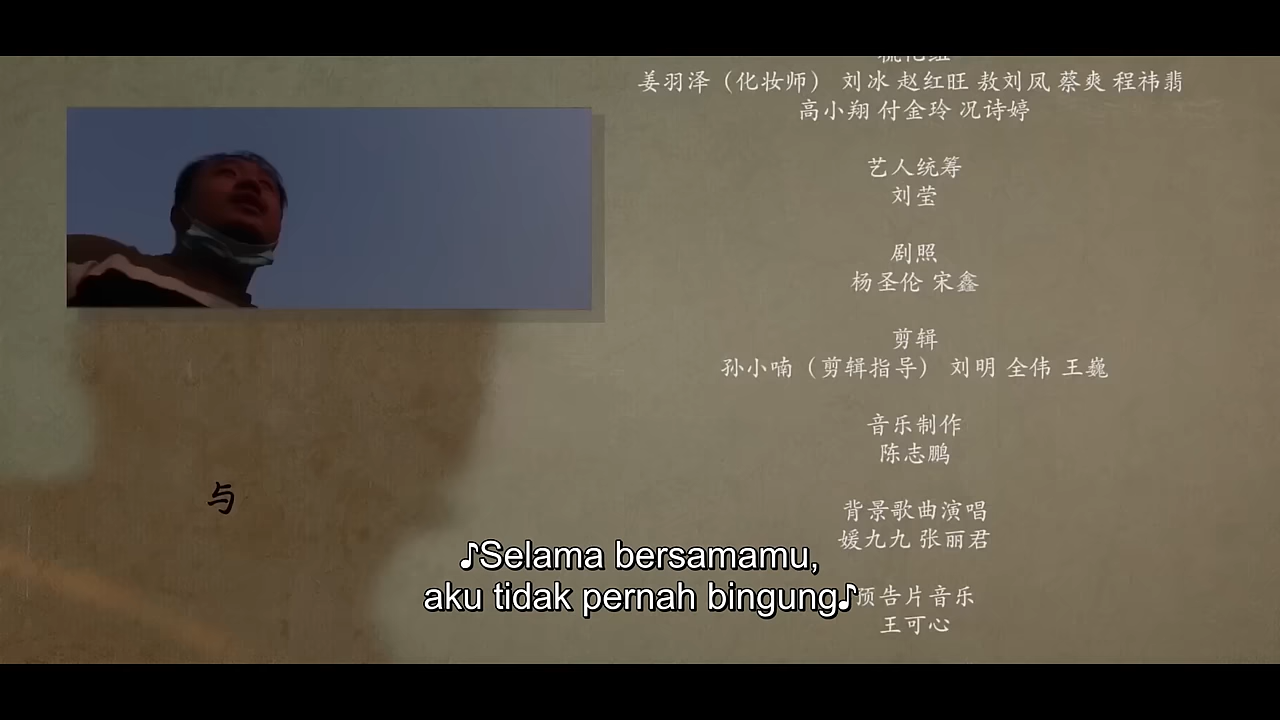 姜羽泽（化妆师） 刘冰 赵红旺 敖刘凤 蔡爽 程祎翡
高小翔 付金玲 况诗婷
艺人统筹
刘莹
剧照
杨圣伦 宋鑫
剪辑
孙小喃（剪辑指导） 刘明 全伟 王巍
音乐制作
陈志鹏
背景歌曲演唱
媛九九 张丽君
预告片音乐
王可心
与
♪Selama bersamamu,
aku tidak pernah bingung♪